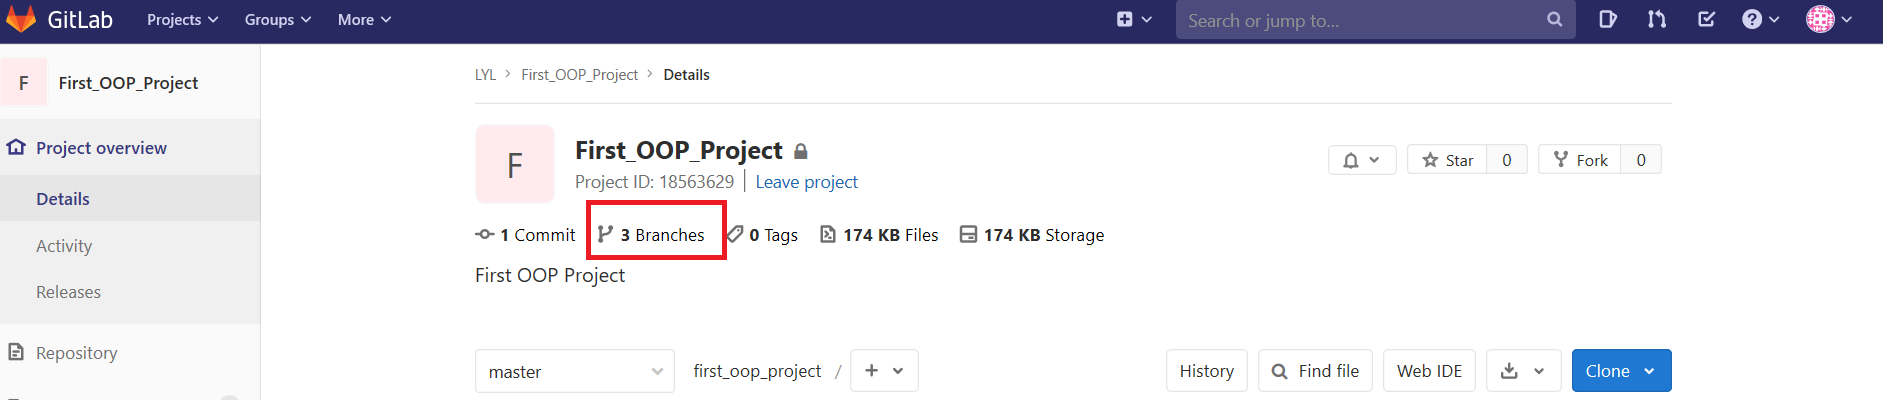 GitLab Projects Groups More Search or jump to...
F First_OOP_Project
Project overview
Details
Activity
Releases
Repository
LYL > First_OOP_Project > Details
F
First_OOP_Project
Project ID: 18563629 | Leave project
Star 0 Fork 0
1 Commit 3 Branches 0 Tags 174 KB Files 174 KB Storage
First OOP Project
master first_oop_project / + History Find file Web IDE Clone